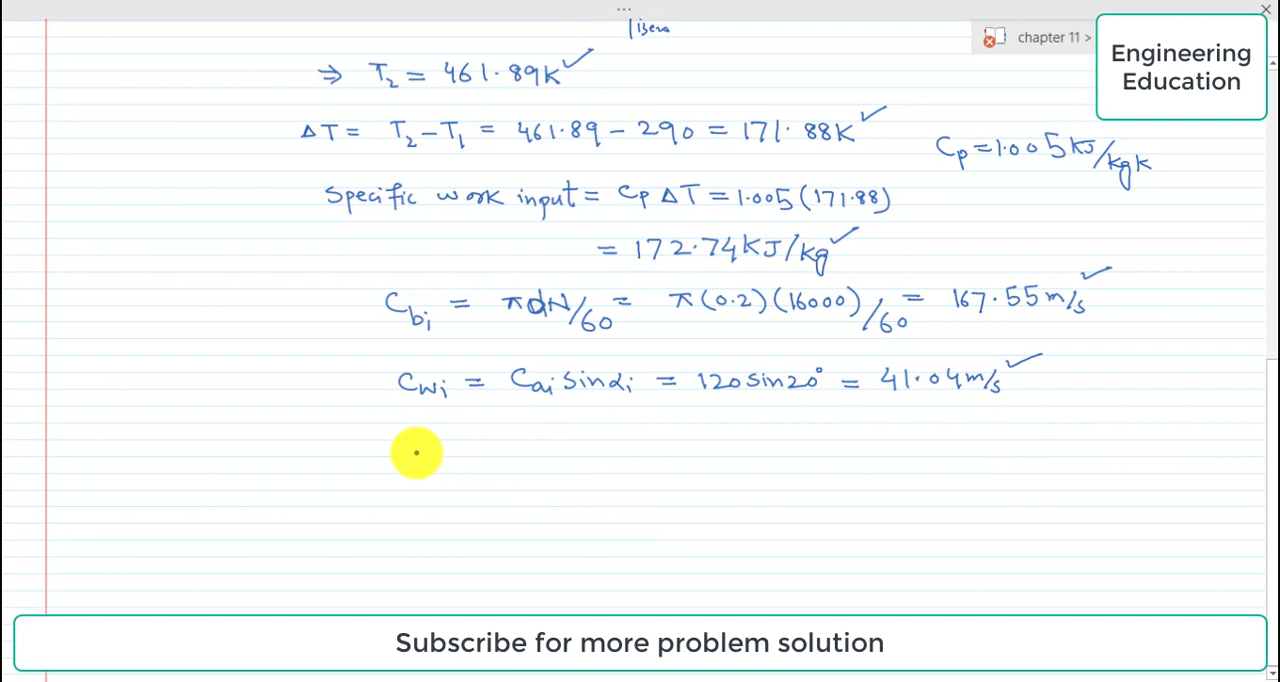 ...
chapter 11 >
Engineering
Education
⇒ T₂ = 461.89K ✓
ΔT = T₂ - T₁ = 461.89 - 290 = 171.88K ✓
Cp = 1.005 KJ/kgK
Specific work input = Cp ΔT = 1.005 (171.88)
= 172.74 KJ/kg ✓
Cbi = πdN/60 = π(0.2)(16000)/60 = 167.55 m/s ✓
Cwi = Cai sinαi = 120 sin20° = 41.04 m/s ✓
Subscribe for more problem solution